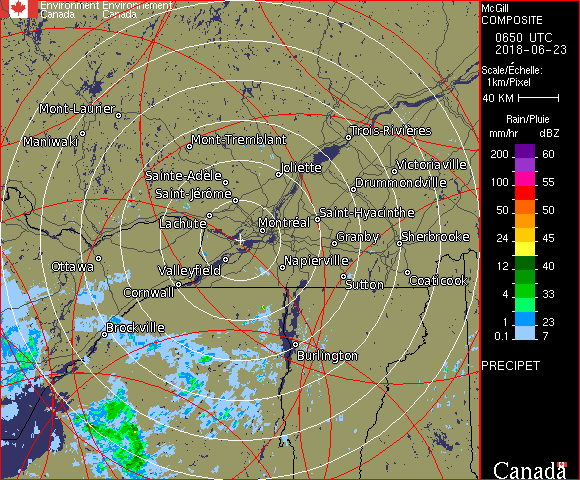 Environment Environnement
Canada Canada
McGill
COMPOSITE
0650 UTC
2018-06-23
Scale/Échelle:
1km/Pixel
40 KM
Rain/Pluie
mm/hr dBZ
200 60
155 55
100 55
50 50
24 45
12 40
4 33
1 23
0.1 7
PRECIPET
Canada
Mont-Laurier
Maniwaki
Mont-Tremblant
Trois-Rivières
Joliette
Victoriaville
Sainte-Adèle
Drummondville
Saint-Jérôme
Saint-Hyacinthe
Lachute
Montréal
Granby
Sherbrooke
Ottawa
Valleyfield
Napierville
Cornwall
Sutton
Coaticook
Brockville
Burlington